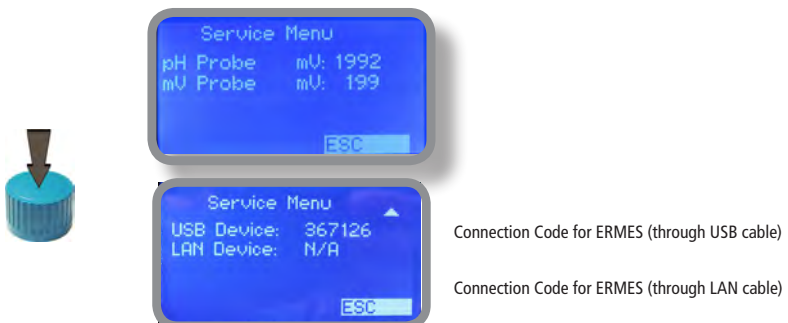 Service Menu
pH Probe mV: 1992
mV Probe mV: 199
ESC
Service Menu
USB Device: 367126
LAN Device: N/A
ESC
Connection Code for ERMES (through USB cable)
Connection Code for ERMES (through LAN cable)